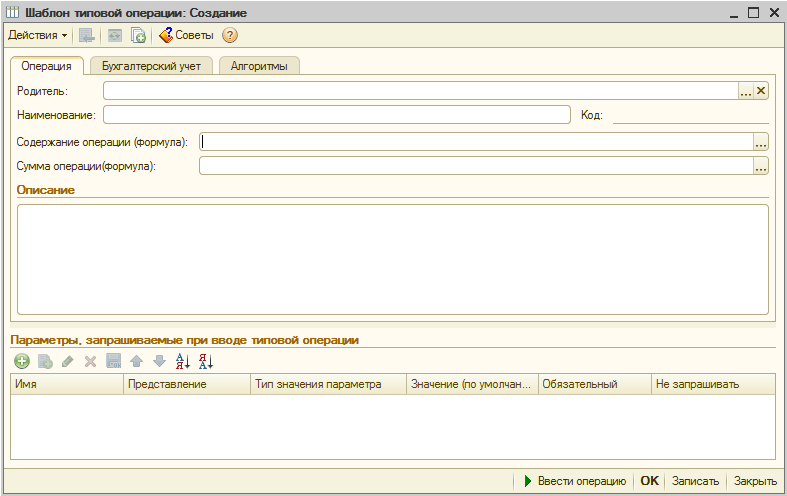 Шаблон типовой операции: Создание
Действия Советы ?
Операция Бухгалтерский учет Алгоритмы
Родитель: ... ×
Наименование: Код:
Содержание операции (формула): ...
Сумма операции(формула): ...
Описание
Параметры, запрашиваемые при вводе типовой операции
А Я Я А
Имя Представление Тип значения параметра Значение (по умолчан... Обязательный Не запрашивать
Ввести операцию OK Записать Закрыть